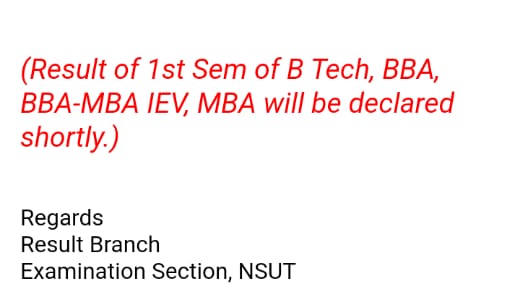 (Result of 1st Sem of B Tech, BBA,
BBA-MBA IEV, MBA will be declared
shortly.)
Regards
Result Branch
Examination Section, NSUT